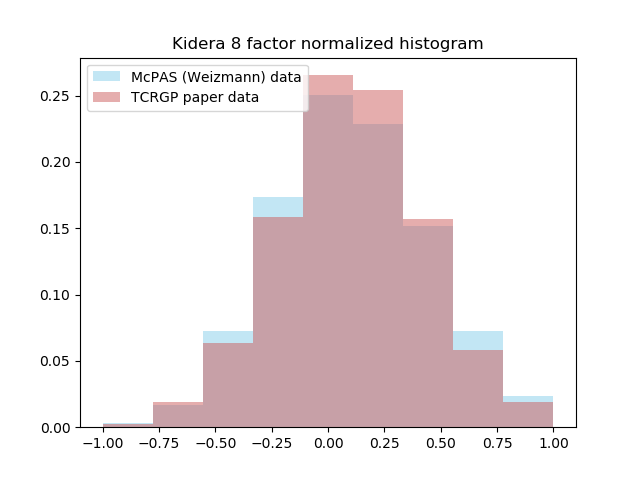 Kidera 8 factor normalized histogram
McPAS (Weizmann) data
TCRGP paper data
0.25
0.20
0.15
0.10
0.05
0.00
−1.00 −0.75 −0.50 −0.25 0.00 0.25 0.50 0.75 1.00